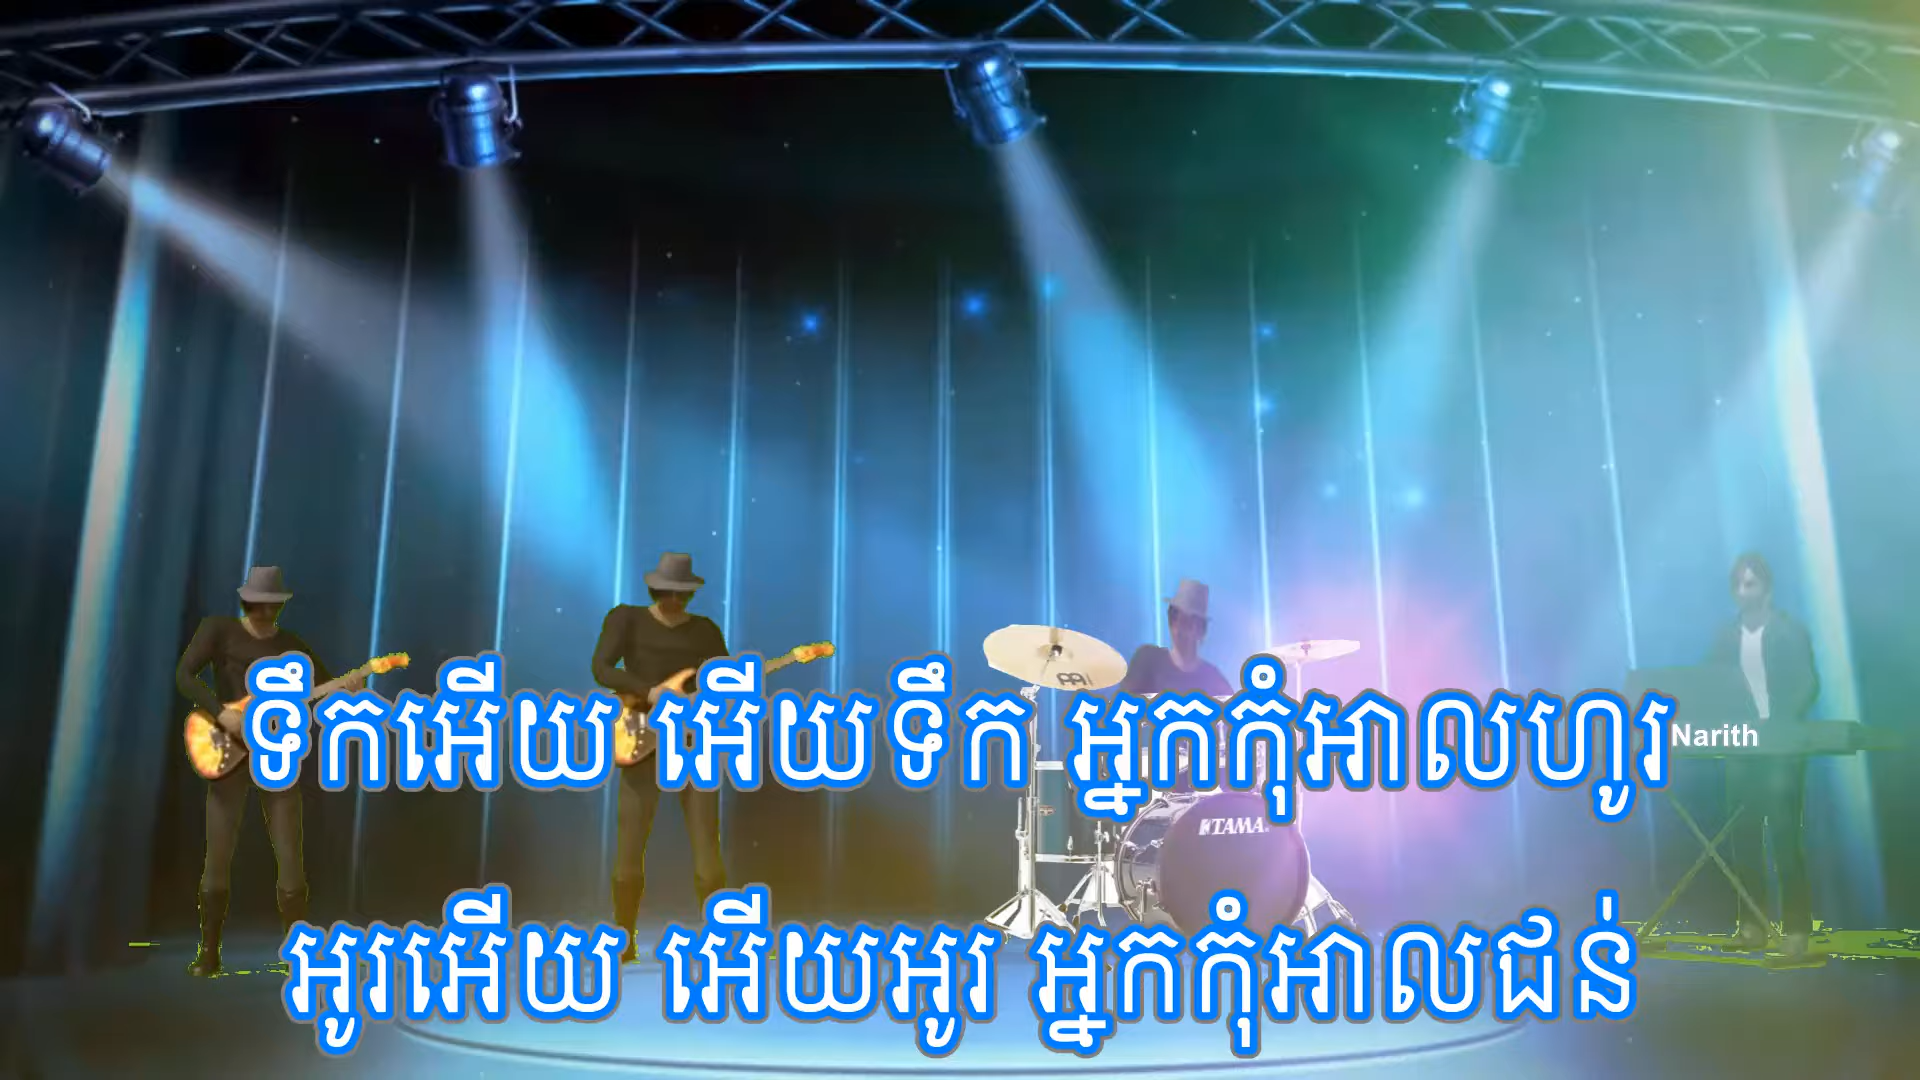 ទឹកអើយ អើយទឹក អ្នកកុំអាលហូរ
Narith
TAMA
អូរអើយ អើយអូរ អ្នកកុំអាលជន់